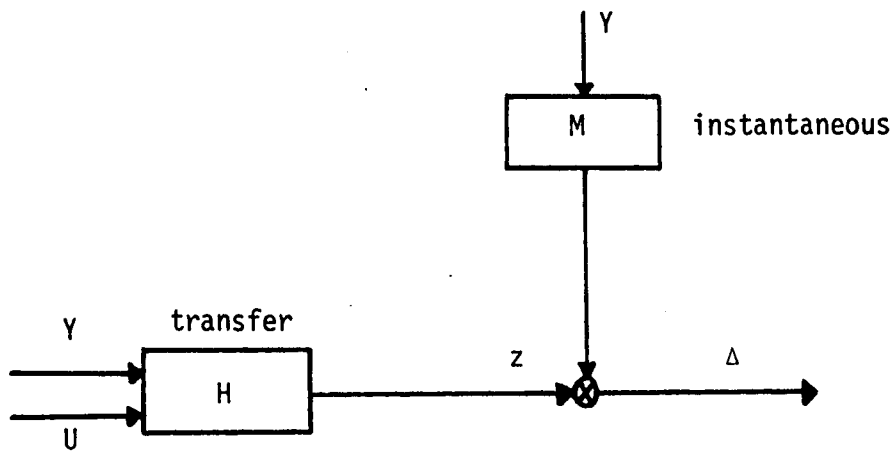 Y
M
instantaneous
transfer
Y
z
Δ
H
U